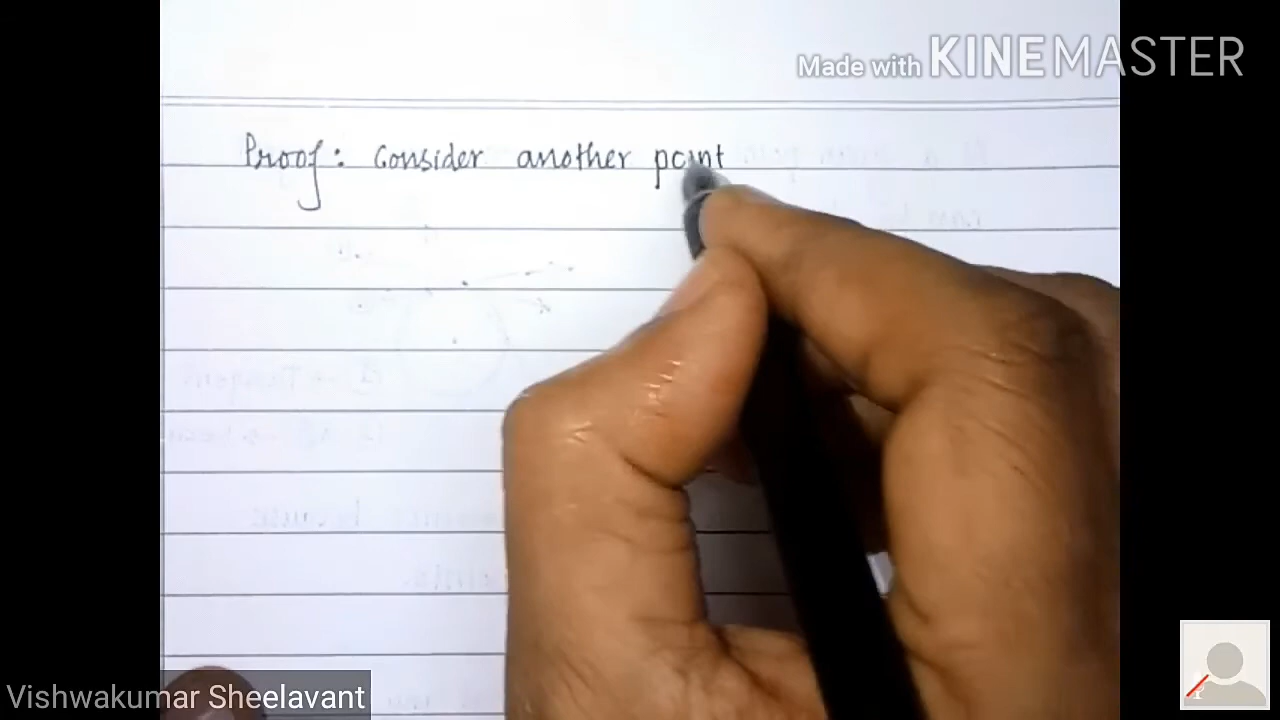 Made with KINEMASTER
Proof: Consider another point
Vishwakumar Sheelavant